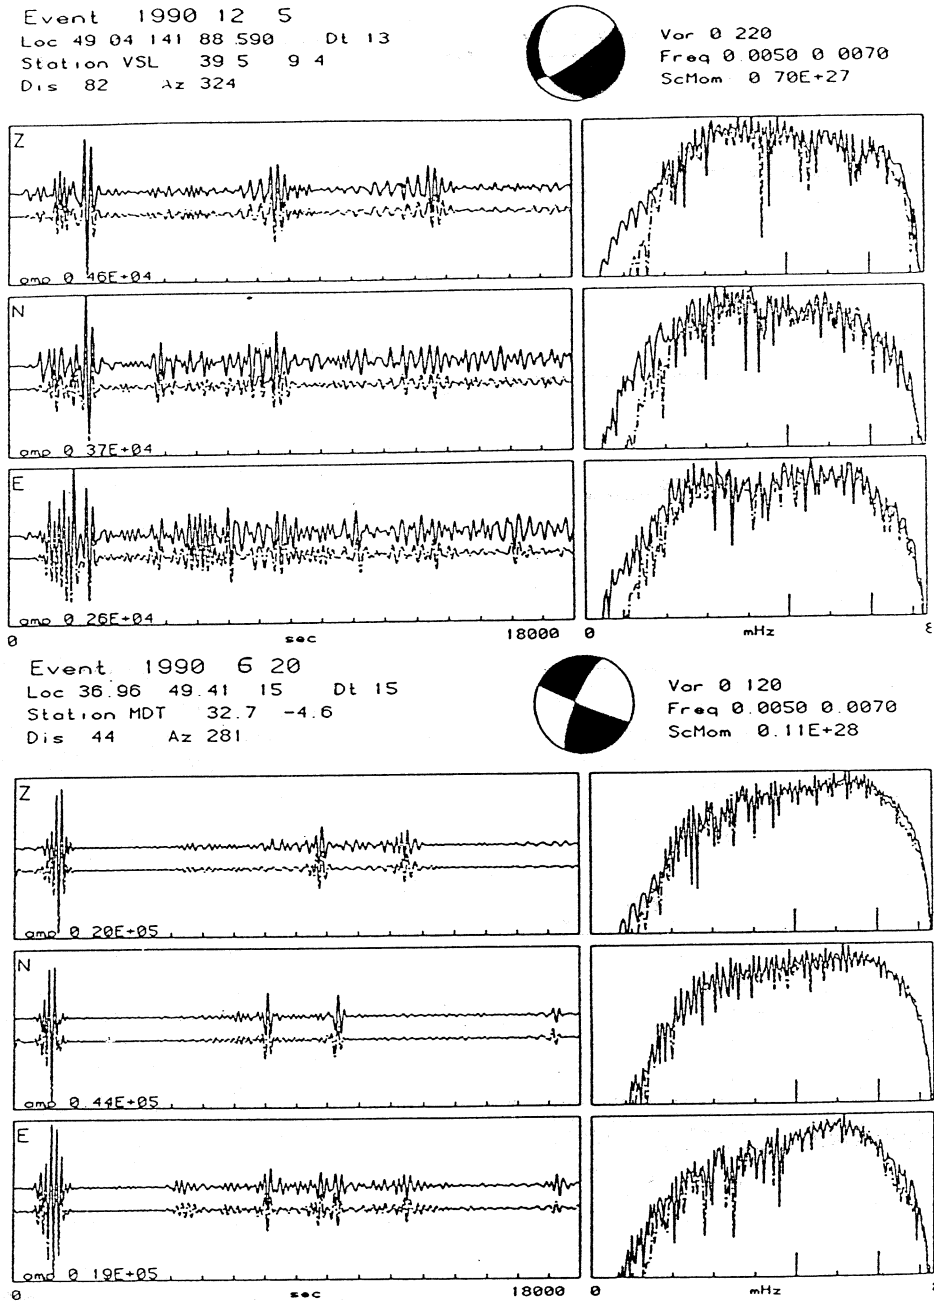 Event 1990 12 5
Loc 49 04 141 88 590 Dt 13
Station VSL 39 5 9 4
Dis 82 Az 324
Var 0 220
Freq 0.0050 0 0070
ScMom 0 70E+27
Z
amp 0 46E+04
N
amp 0 37E+04
E
amp 0 26E+04
0 sec 18000 0 mHz 8
Event 1990 6 20
Loc 36.96 49.41 15 Dt 15
Station MDT 32.7 -4.6
Dis 44 Az 281
Var 0 120
Freq 0.0050 0.0070
ScMom 0.11E+28
Z
amp 0 20E+05
N
amp 0.44E+05
E
amp 0 19E+05
0 sec 18000 0 mHz